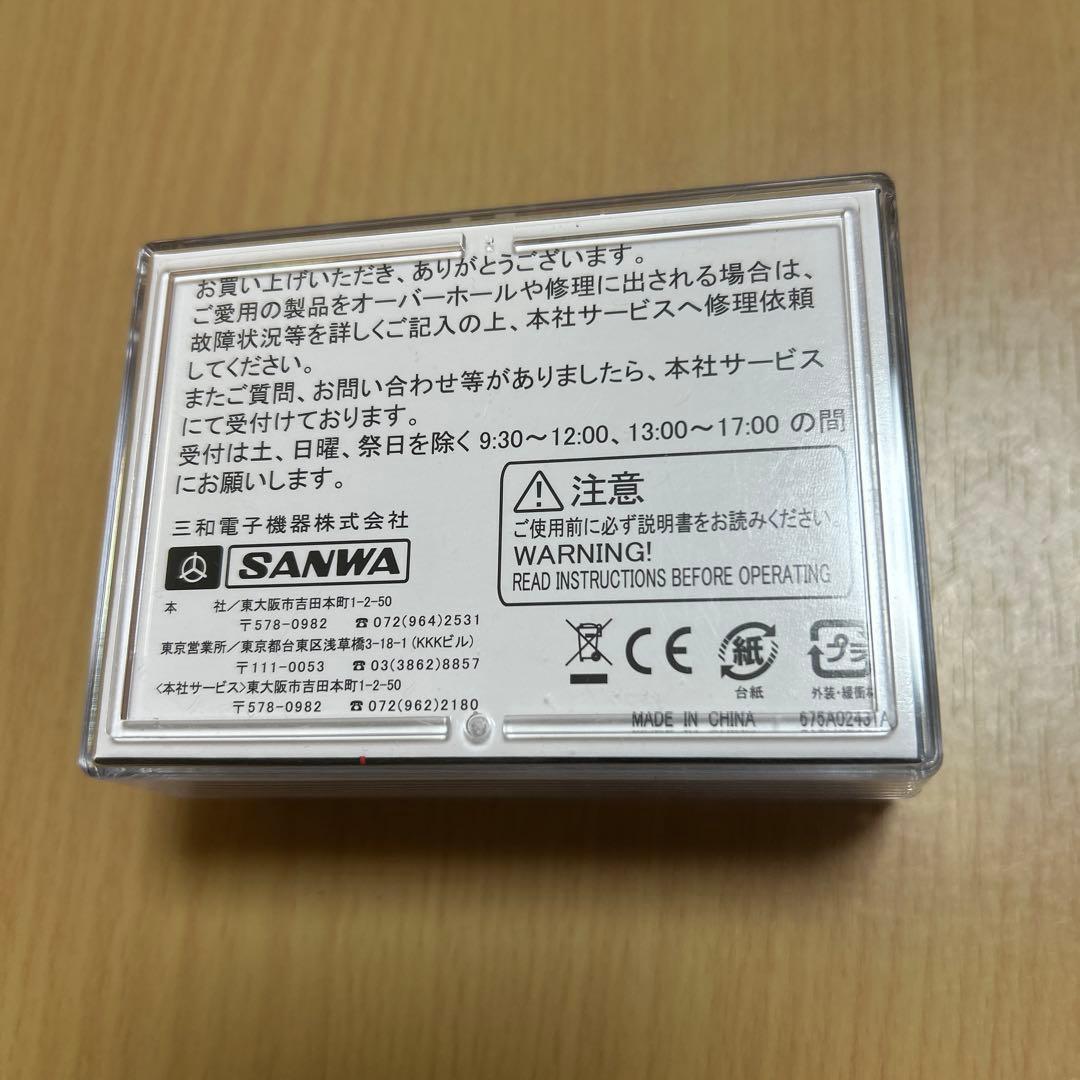 お買い上げいただき、ありがとうございます。
ご愛用の製品をオーバーホールや修理に出される場合は、
故障状況等を詳しくご記入の上、本社サービスへ修理依頼
してください。
またご質問、お問い合わせ等がありましたら、本社サービス
にて受付けております。
受付は土、日曜、祭日を除く 9:30～12:00、13:00～17:00 の間
にお願いします。
三和電子機器株式会社
SANWA
本　　社／東大阪市吉田本町1-2-50
〒578-0982 ☎072(964)2531
東京営業所／東京都台東区浅草橋3-18-1 (KKKビル)
〒111-0053 ☎03(3862)8857
〈本社サービス〉東大阪市吉田本町1-2-50
〒578-0982 ☎072(962)2180
⚠ 注意
ご使用前に必ず説明書をお読みください。
WARNING!
READ INSTRUCTIONS BEFORE OPERATING
CE
紙
台紙
プラ
外装・緩衝材
MADE IN CHINA 675A02431A